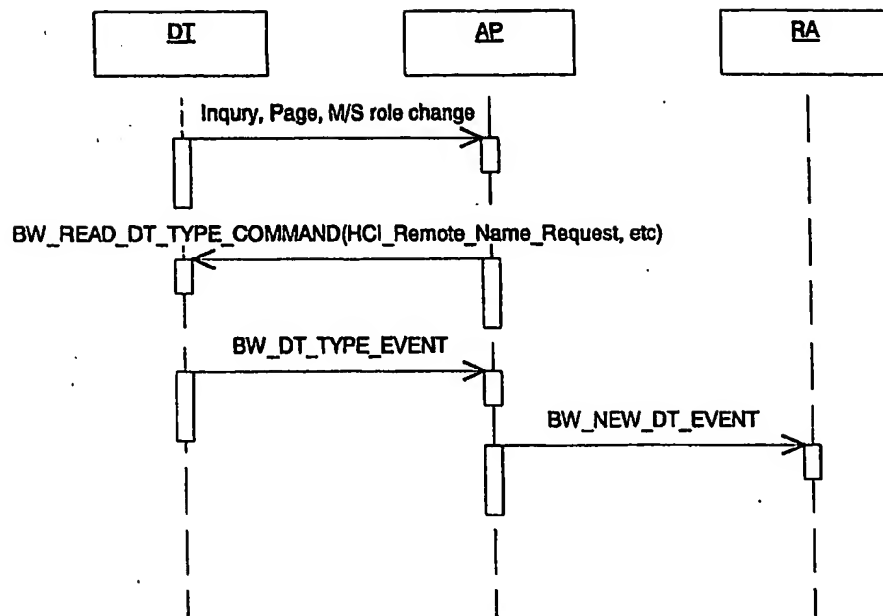 DT AP RA
Inqury, Page, M/S role change
BW_READ_DT_TYPE_COMMAND(HCI_Remote_Name_Request, etc)
BW_DT_TYPE_EVENT
BW_NEW_DT_EVENT